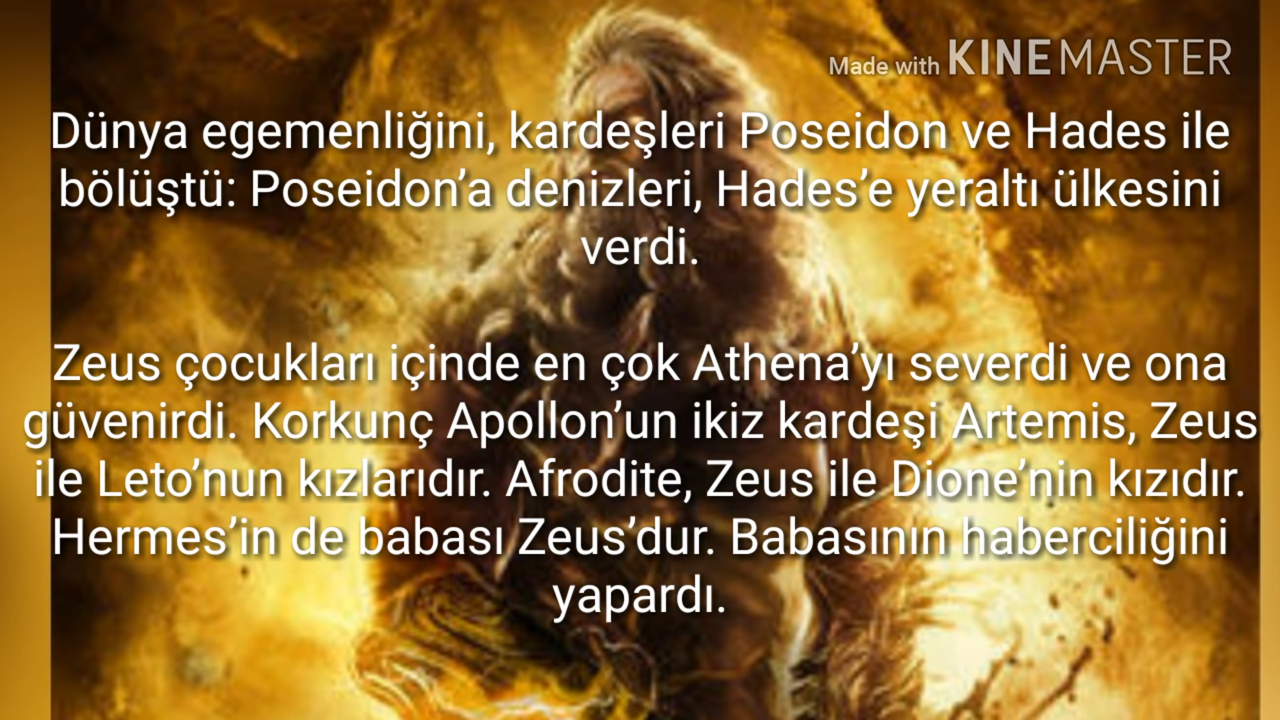 Made with KINEMASTER
Dünya egemenliğini, kardeşleri Poseidon ve Hades ile
bölüştü: Poseidon’a denizleri, Hades’e yeraltı ülkesini
verdi.
Zeus çocukları içinde en çok Athena’yı severdi ve ona
güvenirdi. Korkunç Apollon’un ikiz kardeşi Artemis, Zeus
ile Leto’nun kızlarıdır. Afrodite, Zeus ile Dione’nin kızıdır.
Hermes’in de babası Zeus’dur. Babasının haberciliğini
yapardı.